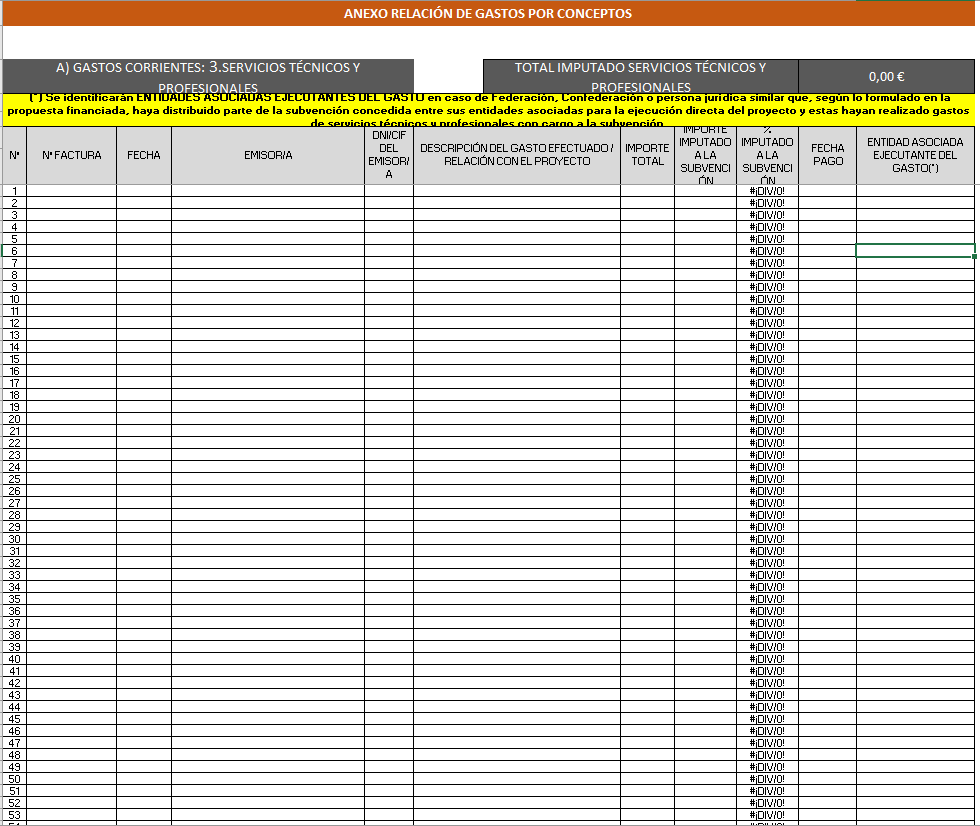 ANEXO RELACIÓN DE GASTOS POR CONCEPTOS
A) GASTOS CORRIENTES: 3.SERVICIOS TÉCNICOS Y
PROFESIONALES
TOTAL IMPUTADO SERVICIOS TÉCNICOS Y
PROFESIONALES
0,00 €
(*) Se identificarán ENTIDADES ASOCIADAS EJECUTANTES DEL GASTO en caso de Federación, Confederación o persona jurídica similar que, según lo formulado en la
propuesta financiada, haya distribuido parte de la subvención concedida entre sus entidades asociadas para la ejecución directa del proyecto y estas hayan realizado gastos
de servicios técnicos y profesionales con cargo a la subvención.
Nº
Nº FACTURA
FECHA
EMISOR/A
DNI/CIF
DEL
EMISOR/
A
DESCRIPCIÓN DEL GASTO EFECTUADO /
RELACIÓN CON EL PROYECTO
IMPORTE
TOTAL
IMPORTE
IMPUTADO
A LA
SUBVENCI
ÓN
%
IMPUTADO
A LA
SUBVENCI
ÓN
FECHA
PAGO
ENTIDAD ASOCIADA
EJECUTANTE DEL
GASTO(*)
1 #¡DIV/0!
2 #¡DIV/0!
3 #¡DIV/0!
4 #¡DIV/0!
5 #¡DIV/0!
6 #¡DIV/0!
7 #¡DIV/0!
8 #¡DIV/0!
9 #¡DIV/0!
10 #¡DIV/0!
11 #¡DIV/0!
12 #¡DIV/0!
13 #¡DIV/0!
14 #¡DIV/0!
15 #¡DIV/0!
16 #¡DIV/0!
17 #¡DIV/0!
18 #¡DIV/0!
19 #¡DIV/0!
20 #¡DIV/0!
21 #¡DIV/0!
22 #¡DIV/0!
23 #¡DIV/0!
24 #¡DIV/0!
25 #¡DIV/0!
26 #¡DIV/0!
27 #¡DIV/0!
28 #¡DIV/0!
29 #¡DIV/0!
30 #¡DIV/0!
31 #¡DIV/0!
32 #¡DIV/0!
33 #¡DIV/0!
34 #¡DIV/0!
35 #¡DIV/0!
36 #¡DIV/0!
37 #¡DIV/0!
38 #¡DIV/0!
39 #¡DIV/0!
40 #¡DIV/0!
41 #¡DIV/0!
42 #¡DIV/0!
43 #¡DIV/0!
44 #¡DIV/0!
45 #¡DIV/0!
46 #¡DIV/0!
47 #¡DIV/0!
48 #¡DIV/0!
49 #¡DIV/0!
50 #¡DIV/0!
51 #¡DIV/0!
52 #¡DIV/0!
53 #¡DIV/0!